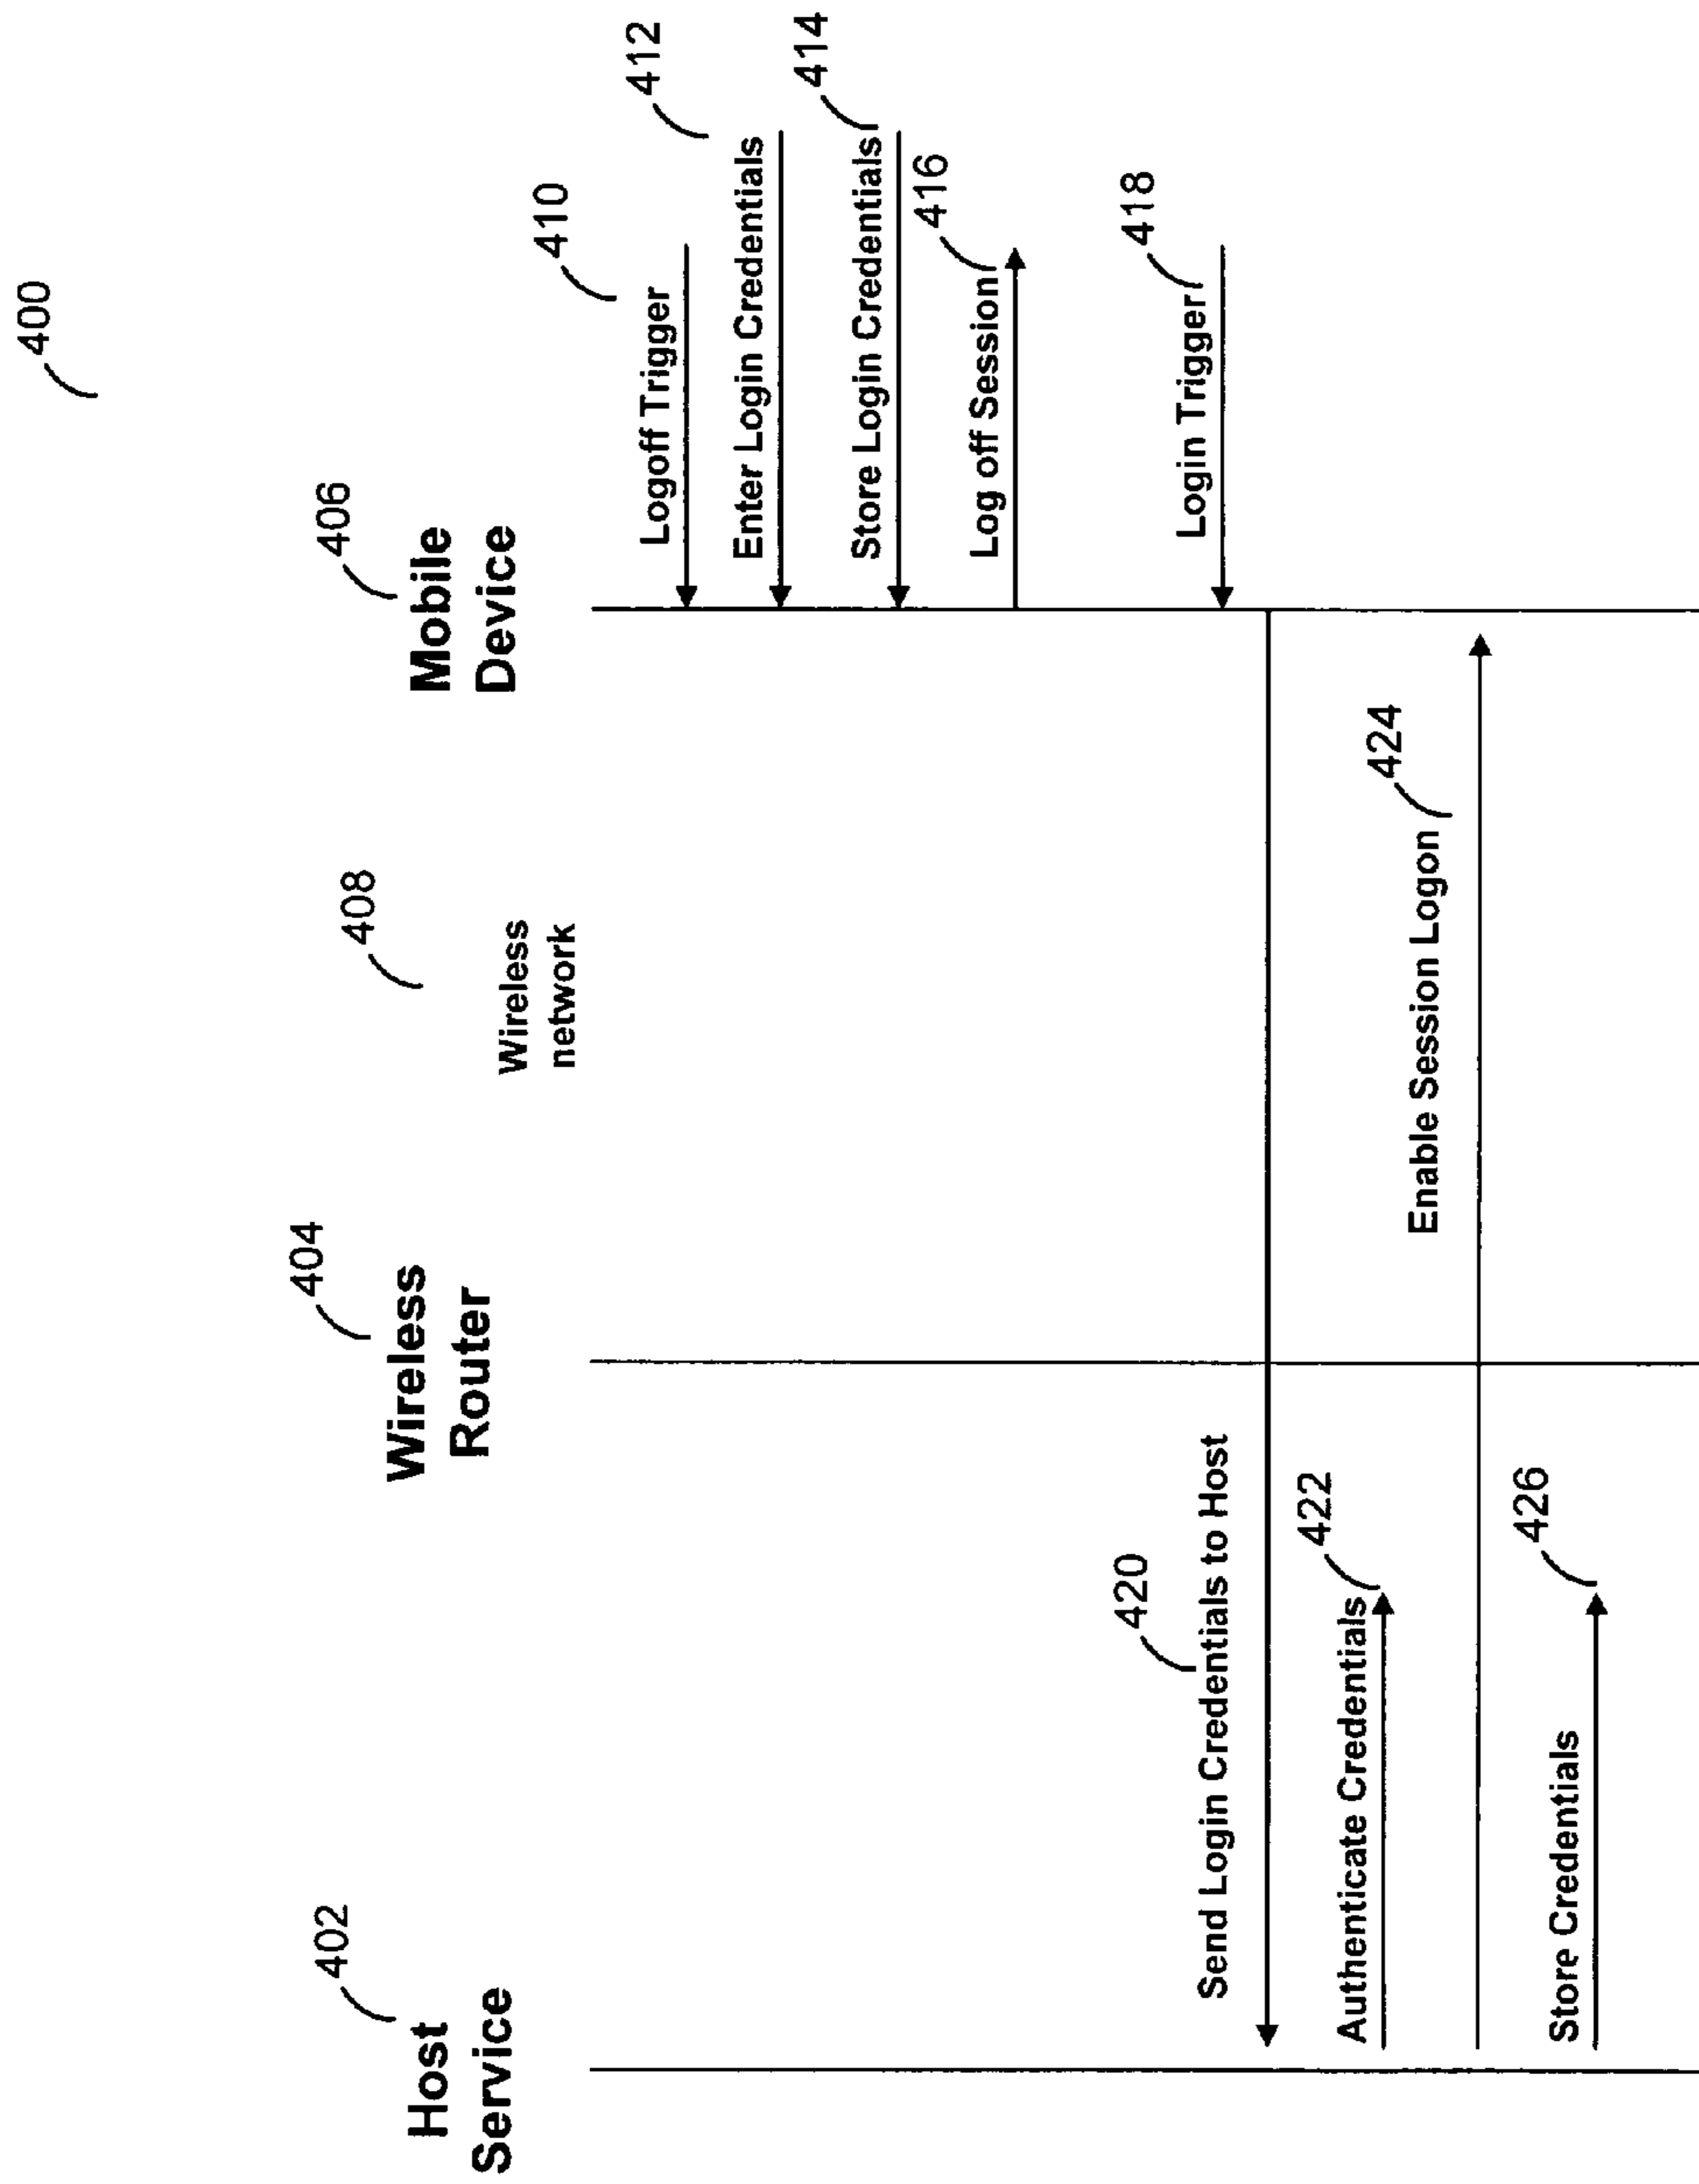 400
402
Host
Service
404
Wireless
Router
408
Wireless
network
406
Mobile
Device
410
Logoff Trigger
412
Enter Login Credentials
414
Store Login Credentials
416
Log off Session
418
Login Trigger
420
Send Login Credentials to Host
422
Authenticate Credentials
424
Enable Session Logon
426
Store Credentials